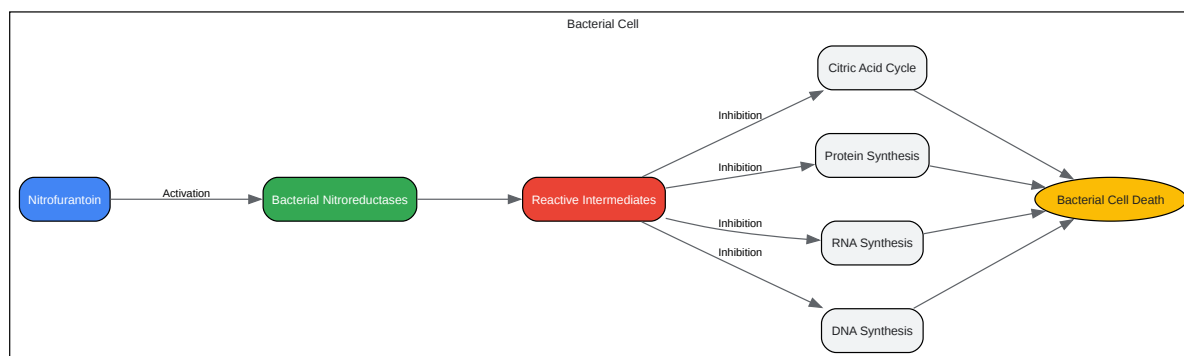 Bacterial Cell
Nitrofurantoin
Activation
Bacterial Nitroreductases
Reactive Intermediates
Inhibition
Inhibition
Inhibition
Inhibition
Citric Acid Cycle
Protein Synthesis
RNA Synthesis
DNA Synthesis
Bacterial Cell Death